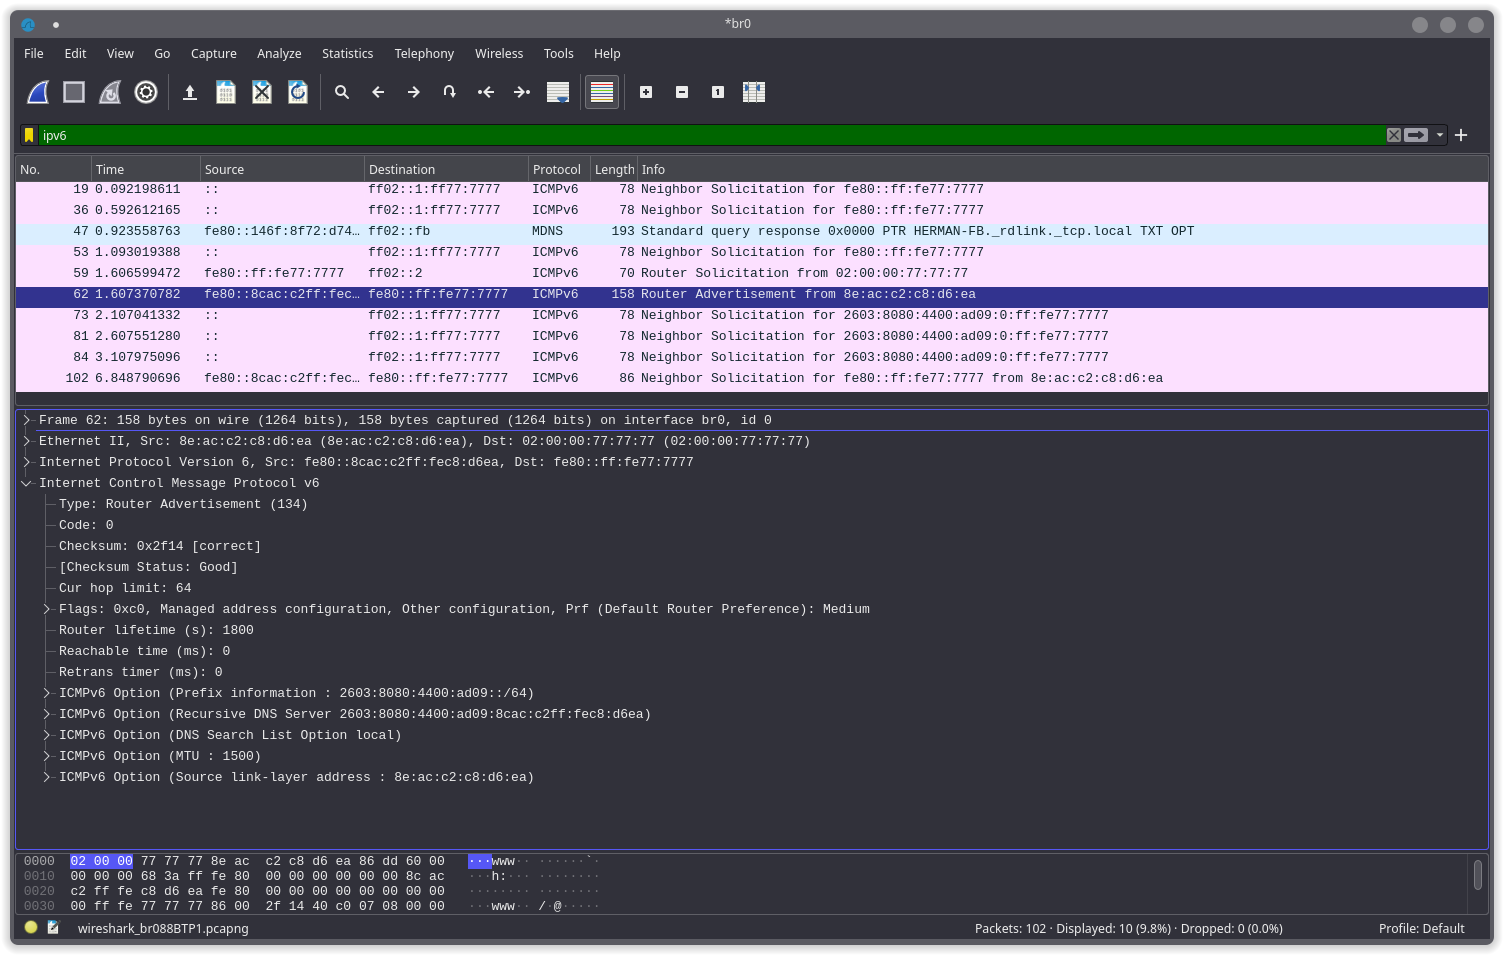 *br0
File Edit View Go Capture Analyze Statistics Telephony Wireless Tools Help
ipv6
No. Time Source Destination Protocol Length Info
19 0.092198611 :: ff02::1:ff77:7777 ICMPv6 78 Neighbor Solicitation for fe80::ff:fe77:7777
36 0.592612165 :: ff02::1:ff77:7777 ICMPv6 78 Neighbor Solicitation for fe80::ff:fe77:7777
47 0.923558763 fe80::146f:8f72:d74… ff02::fb MDNS 193 Standard query response 0x0000 PTR HERMAN-FB._rdlink._tcp.local TXT OPT
53 1.093019388 :: ff02::1:ff77:7777 ICMPv6 78 Neighbor Solicitation for fe80::ff:fe77:7777
59 1.606599472 fe80::ff:fe77:7777 ff02::2 ICMPv6 70 Router Solicitation from 02:00:00:77:77:77
62 1.607370782 fe80::8cac:c2ff:fec… fe80::ff:fe77:7777 ICMPv6 158 Router Advertisement from 8e:ac:c2:c8:d6:ea
73 2.107041332 :: ff02::1:ff77:7777 ICMPv6 78 Neighbor Solicitation for 2603:8080:4400:ad09:0:ff:fe77:7777
81 2.607551280 :: ff02::1:ff77:7777 ICMPv6 78 Neighbor Solicitation for 2603:8080:4400:ad09:0:ff:fe77:7777
84 3.107975096 :: ff02::1:ff77:7777 ICMPv6 78 Neighbor Solicitation for 2603:8080:4400:ad09:0:ff:fe77:7777
102 6.848790696 fe80::8cac:c2ff:fec… fe80::ff:fe77:7777 ICMPv6 86 Neighbor Solicitation for fe80::ff:fe77:7777 from 8e:ac:c2:c8:d6:ea
Frame 62: 158 bytes on wire (1264 bits), 158 bytes captured (1264 bits) on interface br0, id 0
Ethernet II, Src: 8e:ac:c2:c8:d6:ea (8e:ac:c2:c8:d6:ea), Dst: 02:00:00:77:77:77 (02:00:00:77:77:77)
Internet Protocol Version 6, Src: fe80::8cac:c2ff:fec8:d6ea, Dst: fe80::ff:fe77:7777
Internet Control Message Protocol v6
Type: Router Advertisement (134)
Code: 0
Checksum: 0x2f14 [correct]
[Checksum Status: Good]
Cur hop limit: 64
Flags: 0xc0, Managed address configuration, Other configuration, Prf (Default Router Preference): Medium
Router lifetime (s): 1800
Reachable time (ms): 0
Retrans timer (ms): 0
ICMPv6 Option (Prefix information : 2603:8080:4400:ad09::/64)
ICMPv6 Option (Recursive DNS Server 2603:8080:4400:ad09:8cac:c2ff:fec8:d6ea)
ICMPv6 Option (DNS Search List Option local)
ICMPv6 Option (MTU : 1500)
ICMPv6 Option (Source link-layer address : 8e:ac:c2:c8:d6:ea)
0000 02 00 00 77 77 77 8e ac c2 c8 d6 ea 86 dd 60 00 ···www·· ······`·
0010 00 00 00 68 3a ff fe 80 00 00 00 00 00 00 8c ac ···h:··· ········
0020 c2 ff fe c8 d6 ea fe 80 00 00 00 00 00 00 00 00 ········ ········
0030 00 ff fe 77 77 77 86 00 2f 14 40 c0 07 08 00 00 ···www·· /·@·····
wireshark_br088BTP1.pcapng Packets: 102 · Displayed: 10 (9.8%) · Dropped: 0 (0.0%) Profile: Default